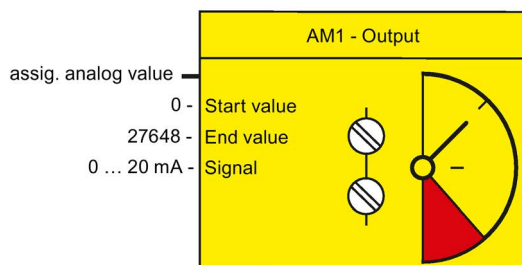 AM1 - Output
assig. analog value
0 - Start value
27648 - End value
0 ... 20 mA - Signal